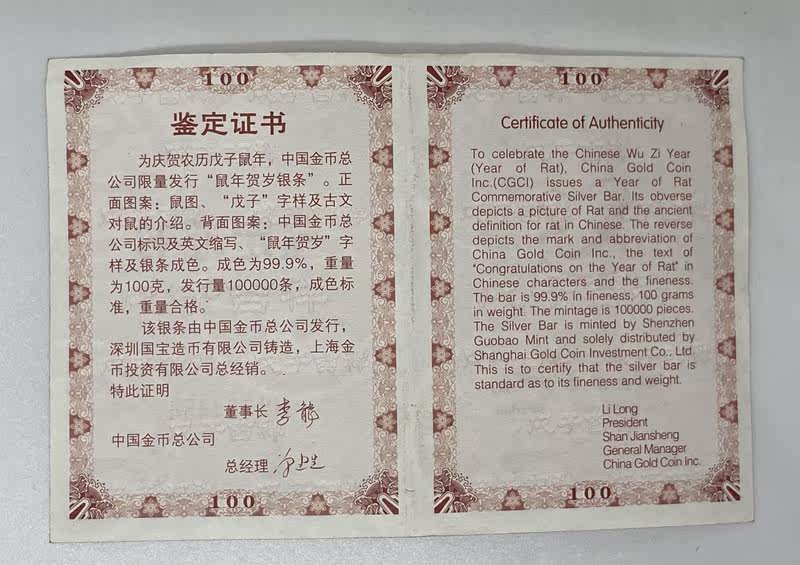 100
鉴定证书
为庆贺农历戊子鼠年，中国金币总
公司限量发行“鼠年贺岁银条”。正
面图案：鼠图、“戊子”字样及古文
对鼠的介绍。背面图案：中国金币总
公司标识及英文缩写、“鼠年贺岁”字
样及银条成色。成色为99.9%，重量
为100克，发行量100000条，成色标
准，重量合格。
该银条由中国金币总公司发行，
深圳国宝造币有限公司铸造，上海金
币投资有限公司总经销。
特此证明
董事长 李龍
中国金币总公司
总经理
100
100
Certificate of Authenticity
To celebrate the Chinese Wu Zi Year
(Year of Rat), China Gold Coin
Inc.(CGCI) issues a Year of Rat
Commemorative Silver Bar. Its obverse
depicts a picture of Rat and the ancient
definition for rat in Chinese. The reverse
depicts the mark and abbreviation of
China Gold Coin Inc., the text of
"Congratulations on the Year of Rat" in
Chinese characters and the fineness.
The bar is 99.9% in fineness, 100 grams
in weight. The mintage is 100000 pieces.
The Silver Bar is minted by Shenzhen
Guobao Mint and solely distributed by
Shanghai Gold Coin Investment Co., Ltd.
This is to certify that the silver bar is
standard as to its fineness and weight.
Li Long
President
Shan Jiansheng
General Manager
China Gold Coin Inc.
100